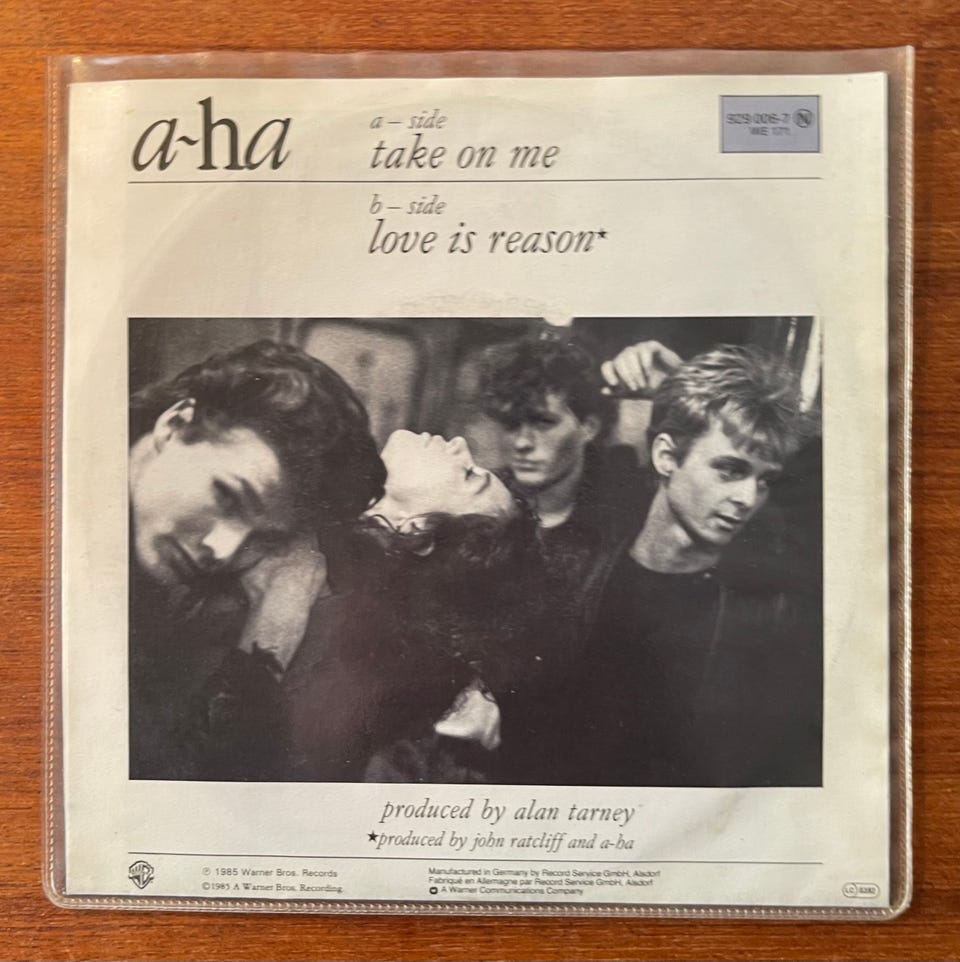 a-ha
a – side
take on me
929 006-7 N
WE 171
b – side
love is reason*
produced by alan tarney
*produced by john ratcliff and a-ha
℗ 1985 Warner Bros. Records
© 1985 A Warner Bros. Recording.
Manufactured in Germany by Record Service GmbH, Alsdorf
Fabriqué en Allemagne par Record Service GmbH, Alsdorf
A Warner Communications Company
LC 0392